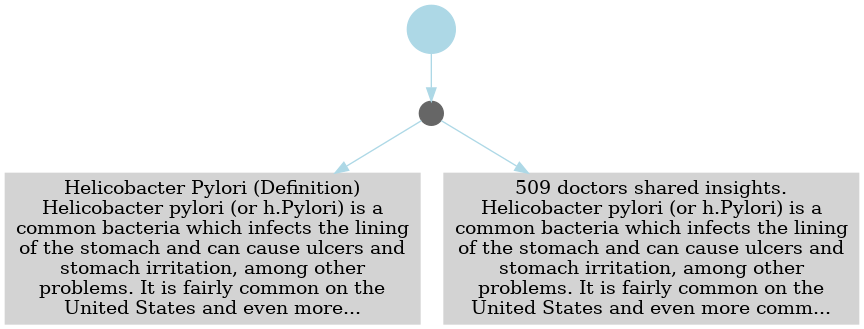 Helicobacter Pylori (Definition)
Helicobacter pylori (or h.Pylori) is a
common bacteria which infects the lining
of the stomach and can cause ulcers and
stomach irritation, among other
problems. It is fairly common on the
United States and even more...
509 doctors shared insights.
Helicobacter pylori (or h.Pylori) is a
common bacteria which infects the lining
of the stomach and can cause ulcers and
stomach irritation, among other
problems. It is fairly common on the
United States and even more comm...